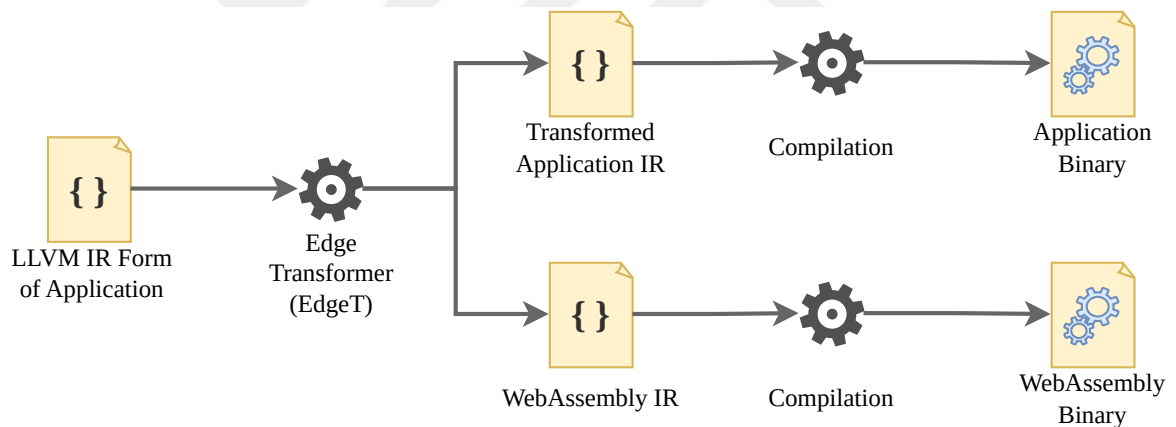 { }
LLVM IR Form
of Application
Edge
Transformer
(EdgeT)
{ }
Transformed
Application IR
Compilation
Application
Binary
{ }
WebAssembly IR
Compilation
WebAssembly
Binary